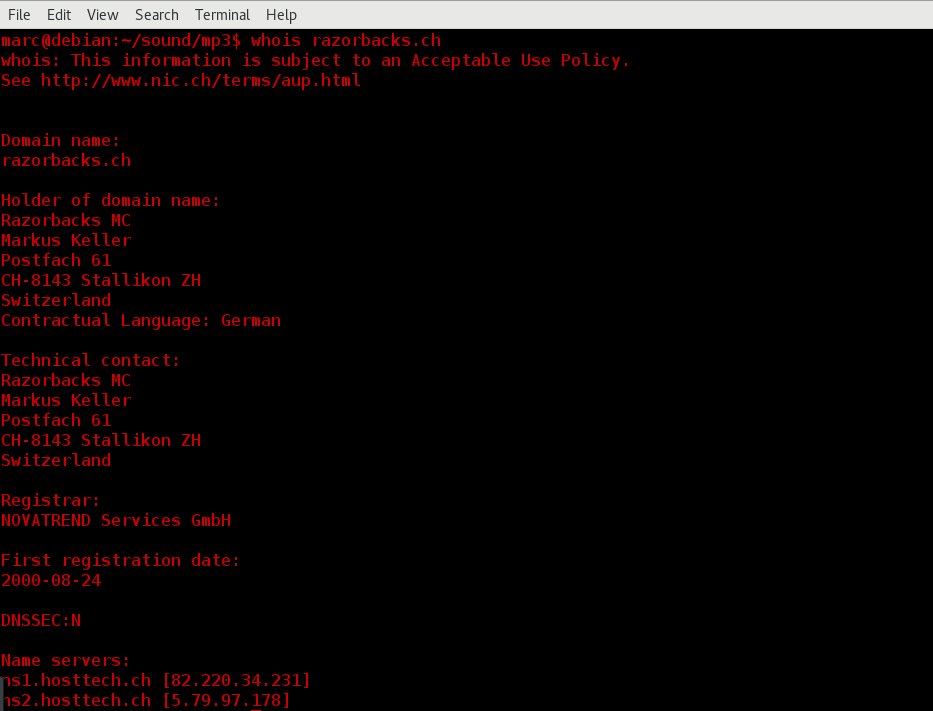 File Edit View Search Terminal Help
marc@debian:~/sound/mp3$ whois razorbacks.ch
whois: This information is subject to an Acceptable Use Policy.
See http://www.nic.ch/terms/aup.html
Domain name:
razorbacks.ch
Holder of domain name:
Razorbacks MC
Markus Keller
Postfach 61
CH-8143 Stallikon ZH
Switzerland
Contractual Language: German
Technical contact:
Razorbacks MC
Markus Keller
Postfach 61
CH-8143 Stallikon ZH
Switzerland
Registrar:
NOVATREND Services GmbH
First registration date:
2000-08-24
DNSSEC:N
Name servers:
ns1.hosttech.ch [82.220.34.231]
ns2.hosttech.ch [5.79.97.178]